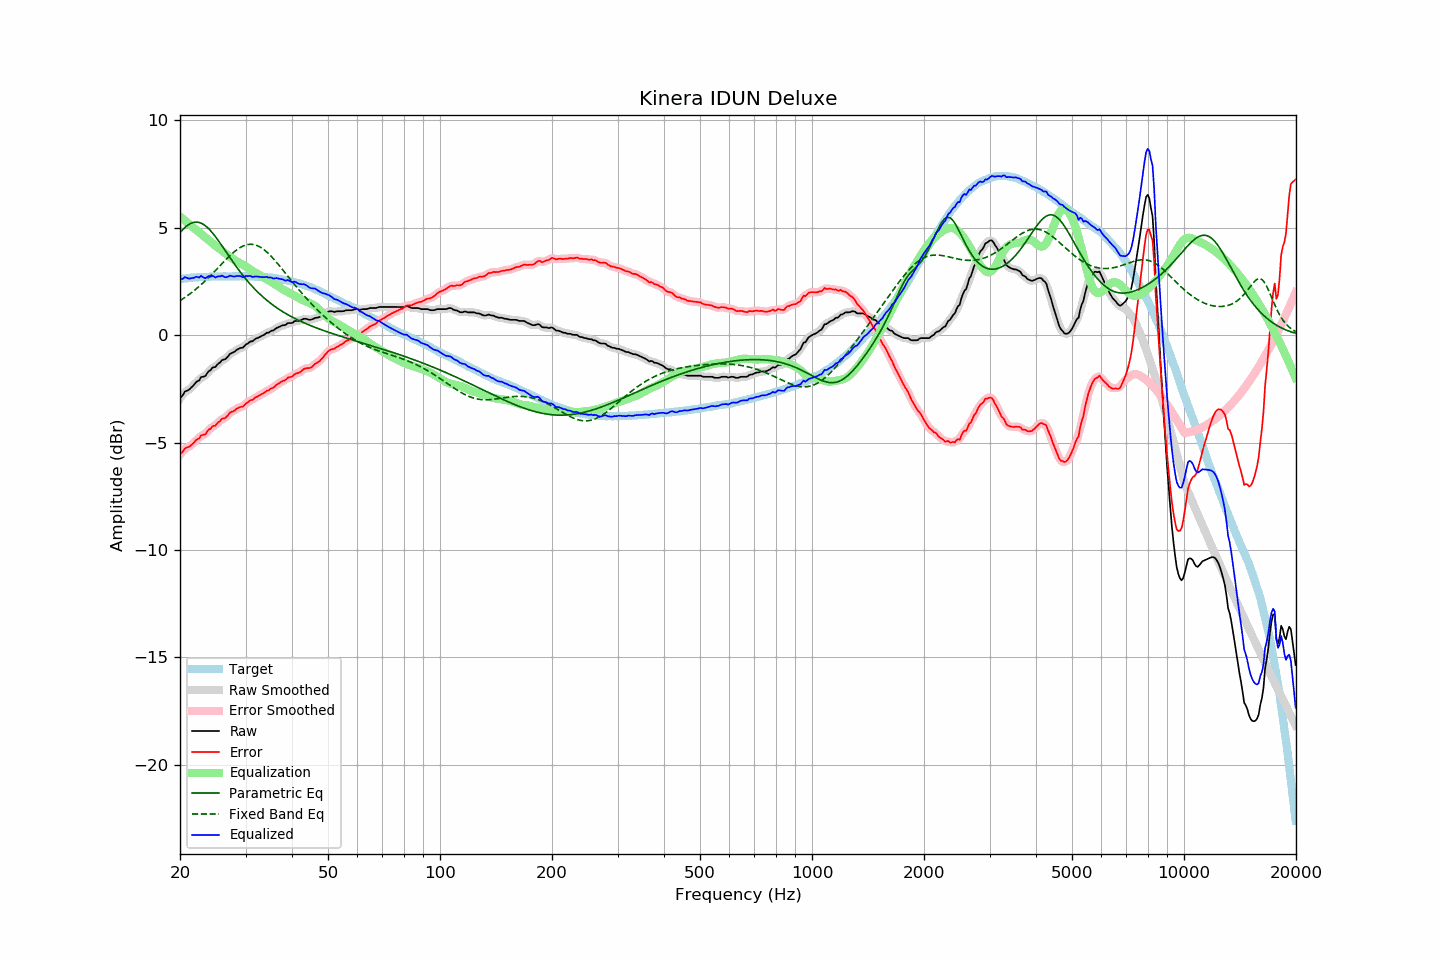 Kinera IDUN Deluxe
Amplitude (dBr)
10
5
0
−5
−10
−15
−20
Target
Raw Smoothed
Error Smoothed
Raw
Error
Equalization
Parametric Eq
Fixed Band Eq
Equalized
20 50 100 200 500 1000 2000 5000 10000 20000
Frequency (Hz)